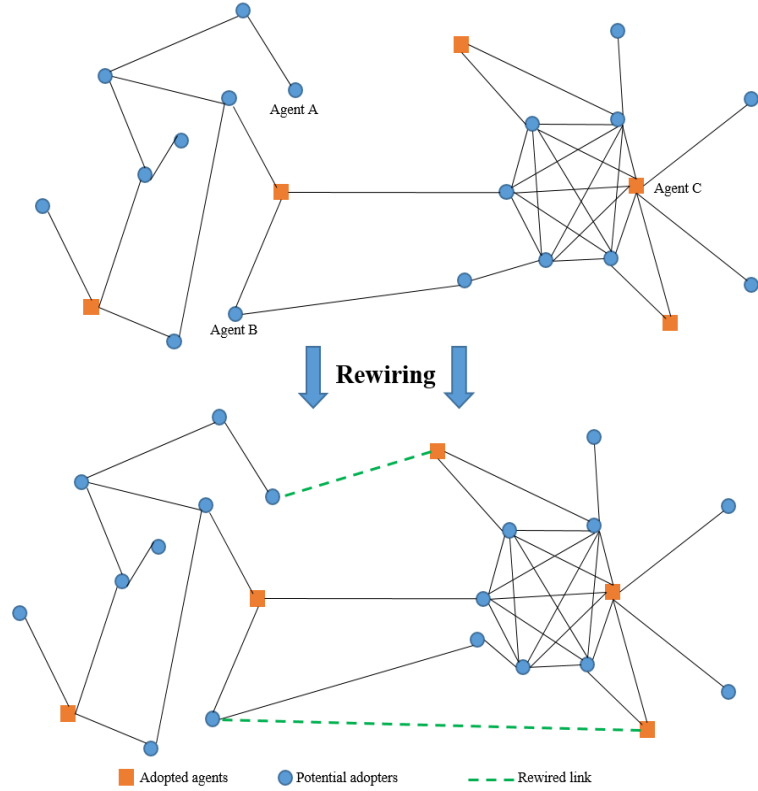 Agent A
Agent C
Agent B
Rewiring
Adopted agents
Potential adopters
Rewired link